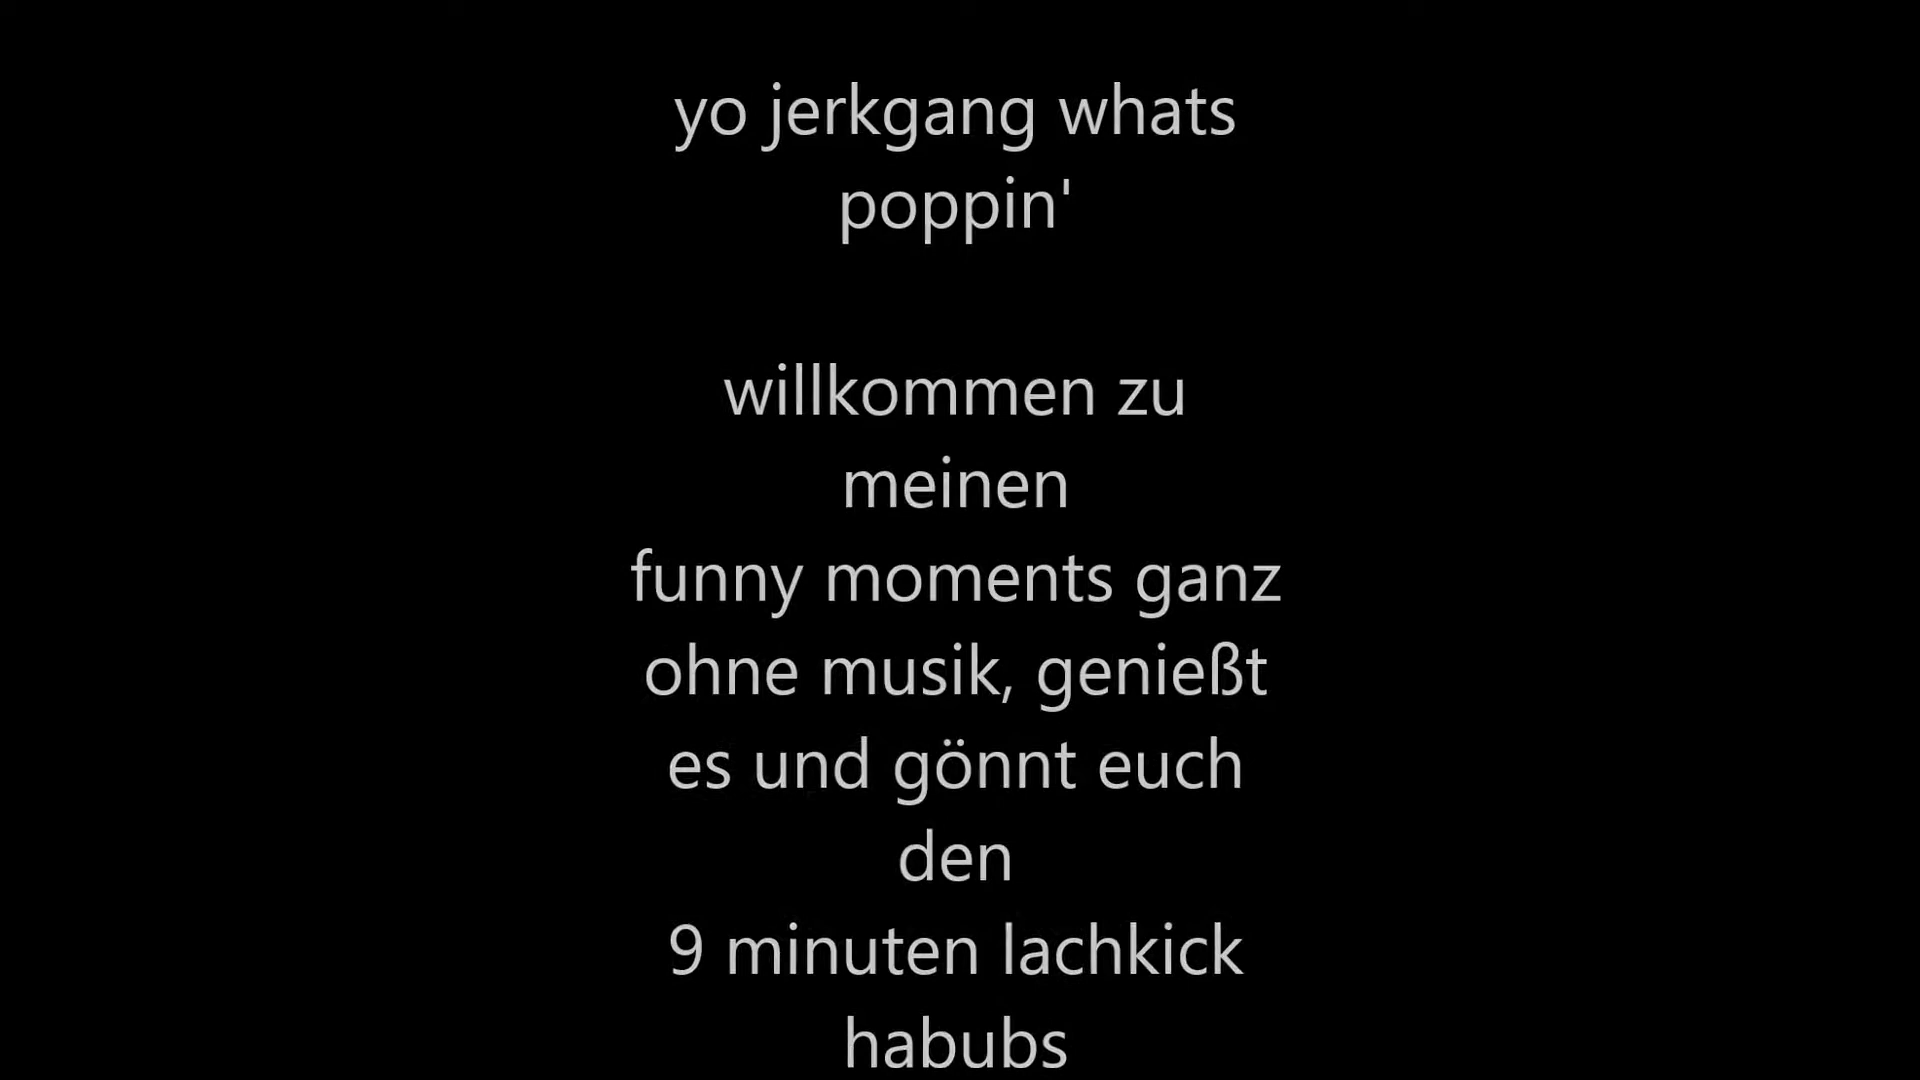 yo jerkgang whats
poppin'
willkommen zu
meinen
funny moments ganz
ohne musik, genießt
es und gönnt euch
den
9 minuten lachkick
habubs